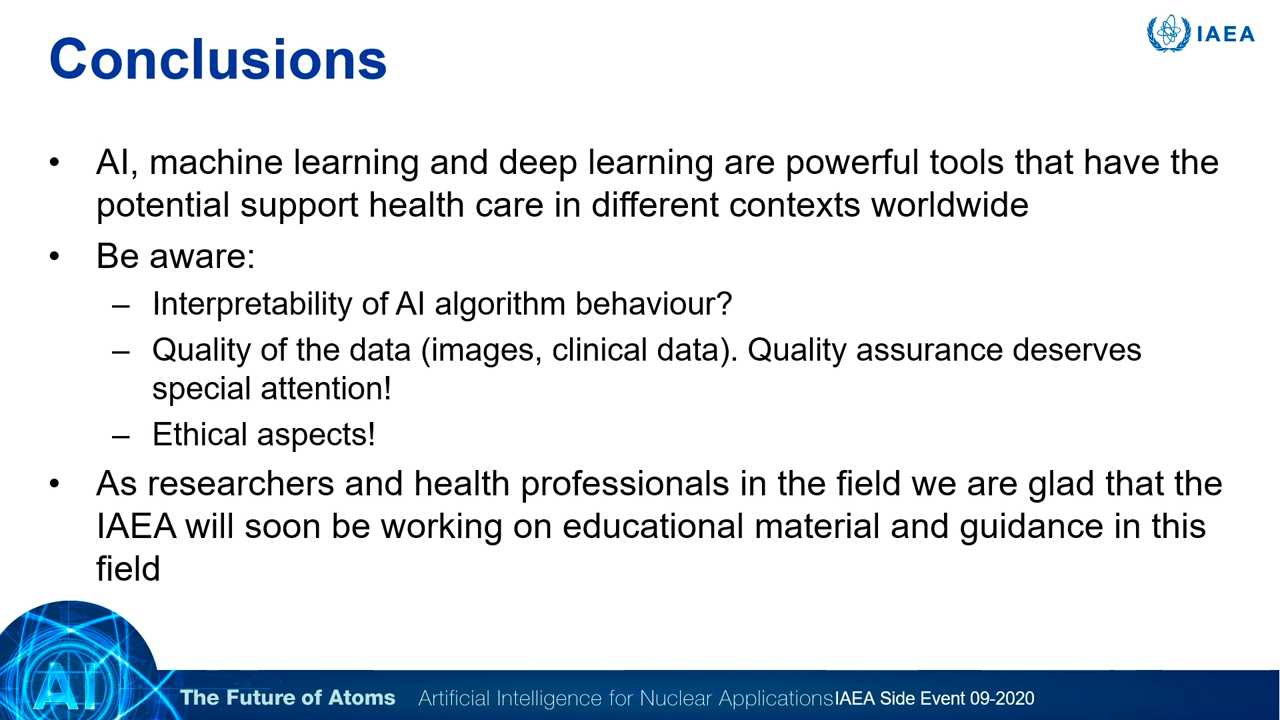 Conclusions
IAEA
• AI, machine learning and deep learning are powerful tools that have the
potential support health care in different contexts worldwide
• Be aware:
– Interpretability of AI algorithm behaviour?
– Quality of the data (images, clinical data). Quality assurance deserves
special attention!
– Ethical aspects!
• As researchers and health professionals in the field we are glad that the
IAEA will soon be working on educational material and guidance in this
field
AI
The Future of Atoms Artificial Intelligence for Nuclear Applications IAEA Side Event 09-2020